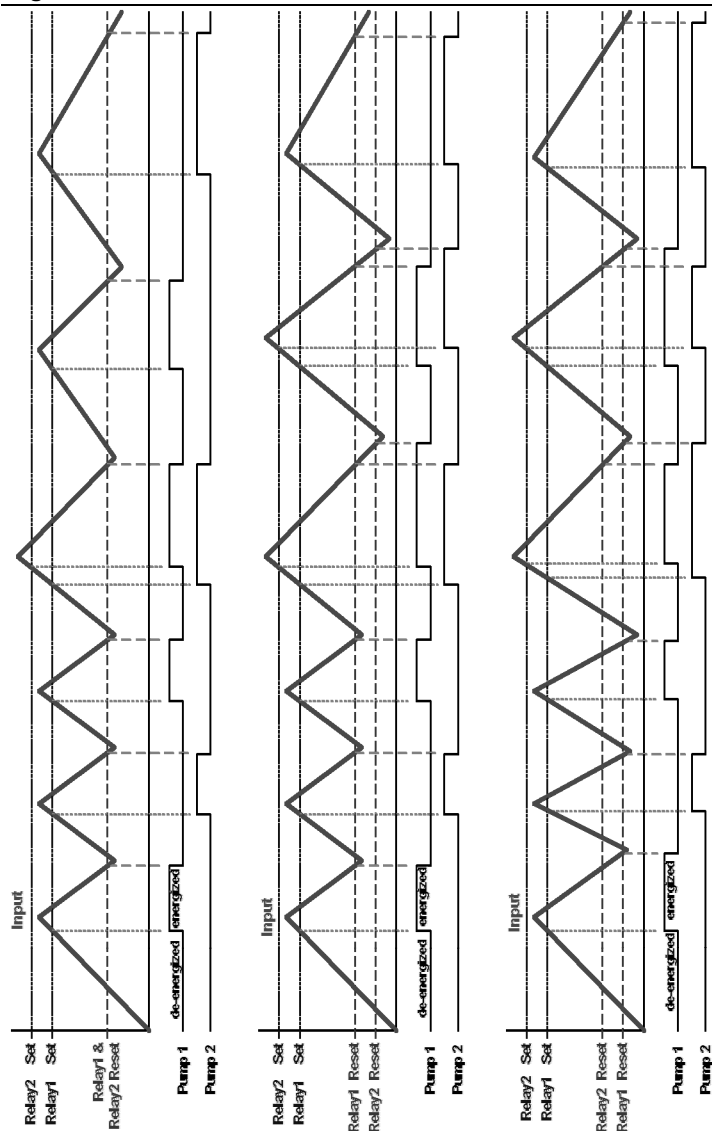 Input
Relay2 Set
Relay1 Set
Relay1 &
Relay2 Reset
de-energized
energized
Pump 1
Pump 2
Input
Relay2 Set
Relay1 Set
Relay1 Reset
Relay2 Reset
de-energized
energized
Pump 1
Pump 2
Input
Relay2 Set
Relay1 Set
Relay2 Reset
Relay1 Reset
de-energized
energized
Pump 1
Pump 2